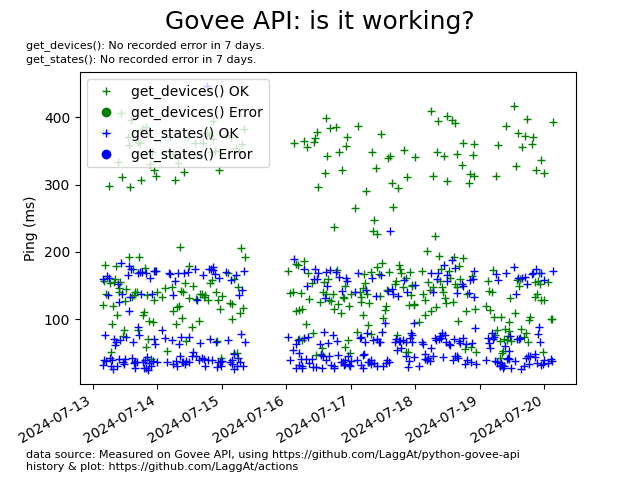 Govee API: is it working?
get_devices(): No recorded error in 7 days.
get_states(): No recorded error in 7 days.
get_devices() OK
get_devices() Error
get_states() OK
get_states() Error
400
300
200
100
Ping (ms)
2024-07-13
2024-07-14
2024-07-15
2024-07-16
2024-07-17
2024-07-18
2024-07-19
2024-07-20
data source: Measured on Govee API, using https://github.com/LaggAt/python-govee-api
history & plot: https://github.com/LaggAt/actions